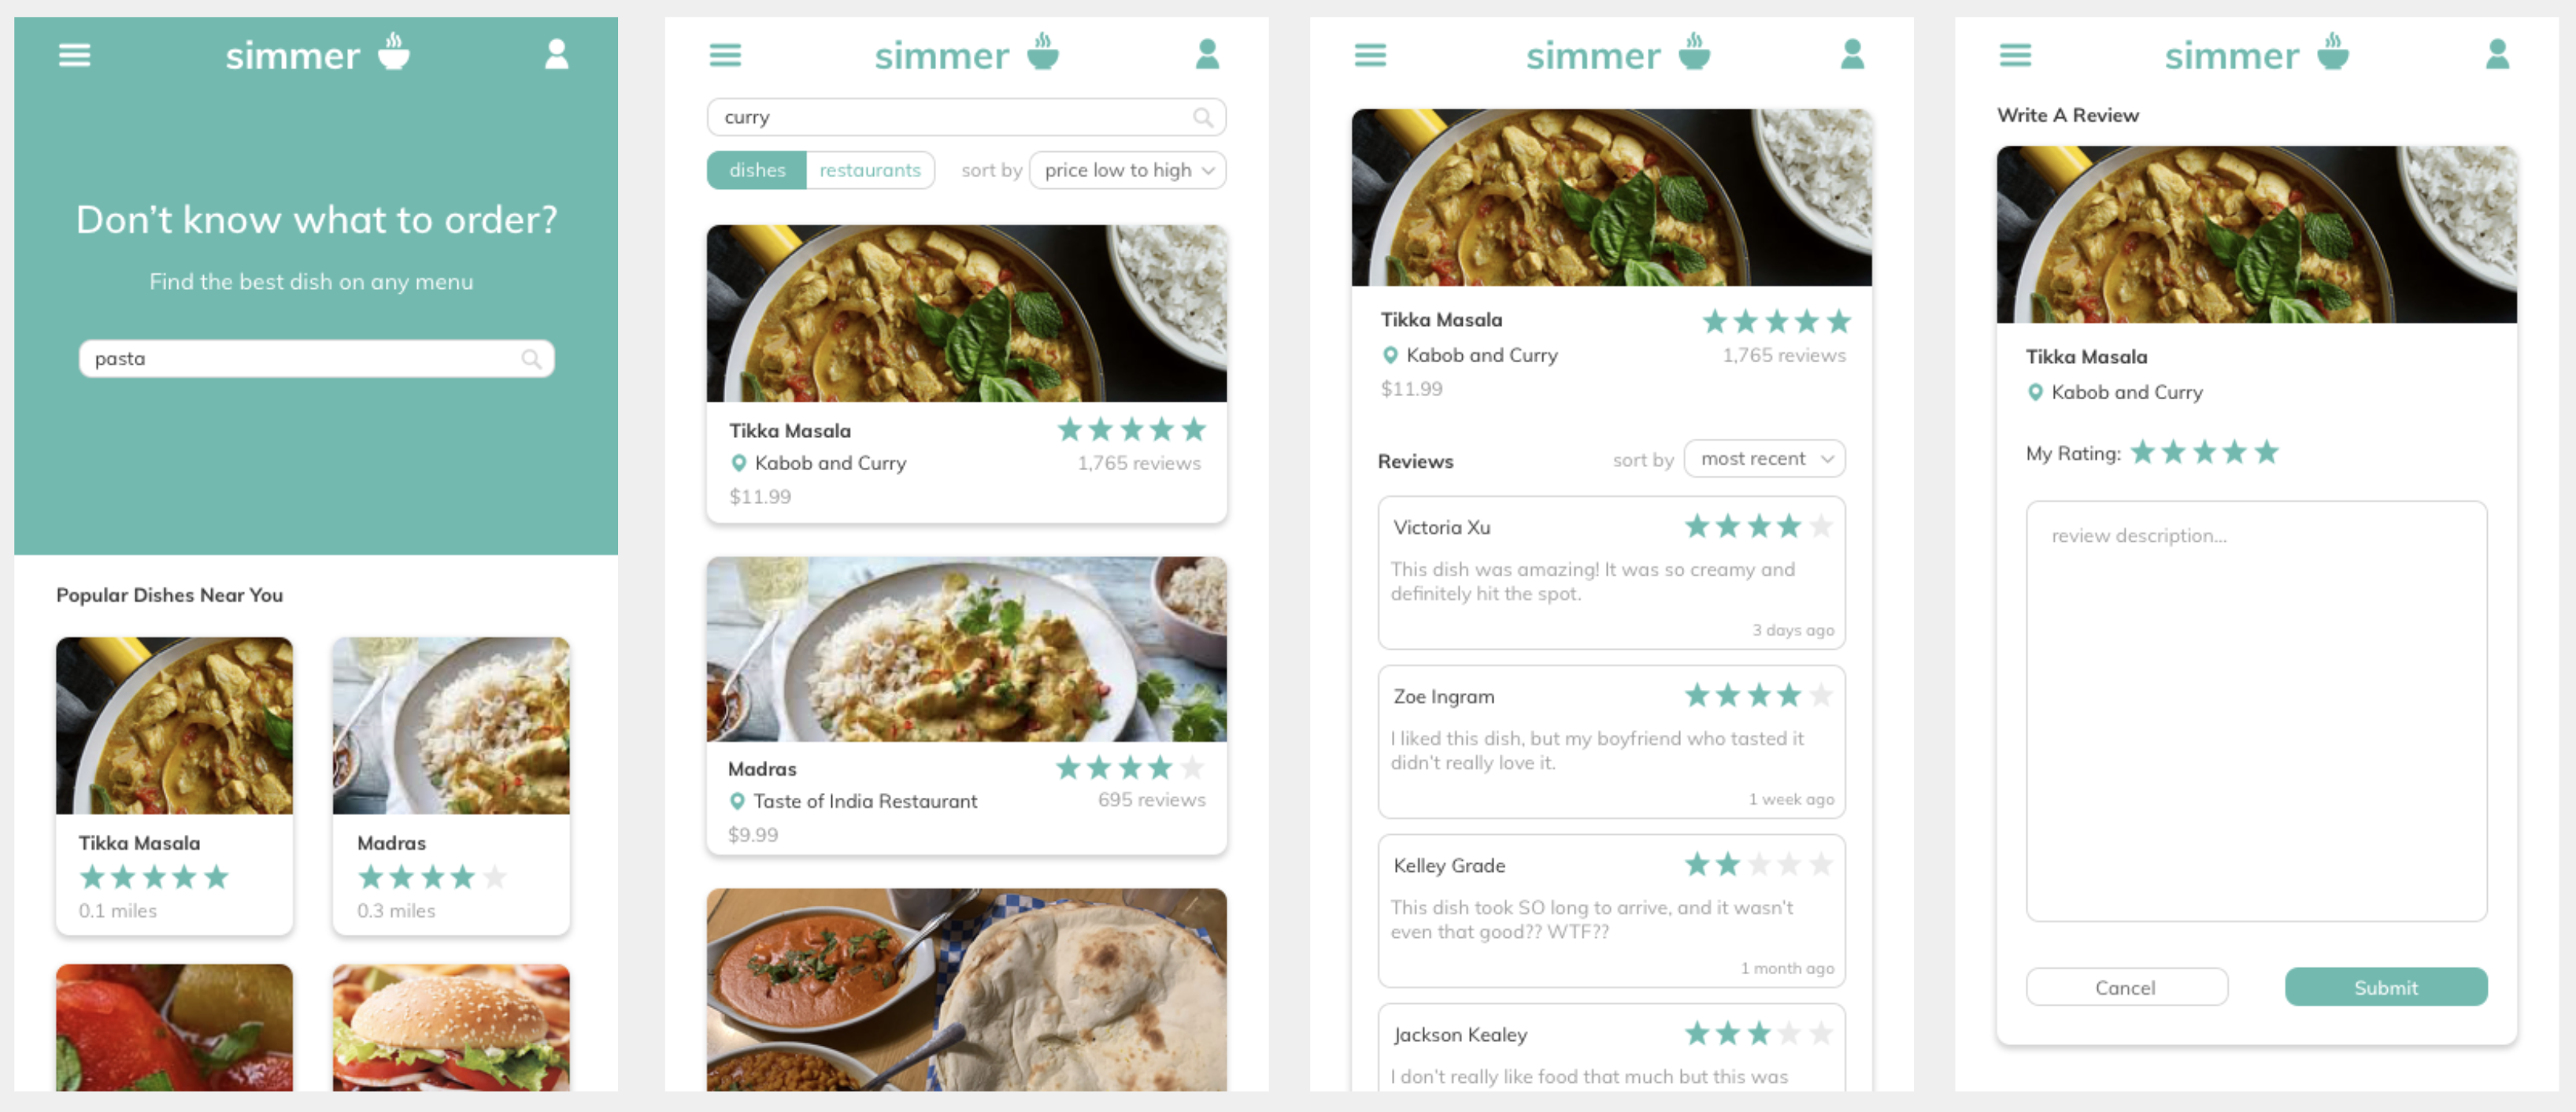 simmer
Don't know what to order?
Find the best dish on any menu
pasta
Popular Dishes Near You
Tikka Masala
0.1 miles
Madras
0.3 miles
simmer
curry
dishes restaurants sort by price low to high
Tikka Masala
Kabob and Curry 1,765 reviews
$11.99
Madras
Taste of India Restaurant 695 reviews
$9.99
simmer
Tikka Masala
Kabob and Curry 1,765 reviews
$11.99
Reviews sort by most recent
Victoria Xu
This dish was amazing! It was so creamy and
definitely hit the spot.
3 days ago
Zoe Ingram
I liked this dish, but my boyfriend who tasted it
didn't really love it.
1 week ago
Kelley Grade
This dish took SO long to arrive, and it wasn't
even that good?? WTF??
1 month ago
Jackson Kealey
I don't really like food that much but this was
simmer
Write A Review
Tikka Masala
Kabob and Curry
My Rating:
review description...
Cancel Submit